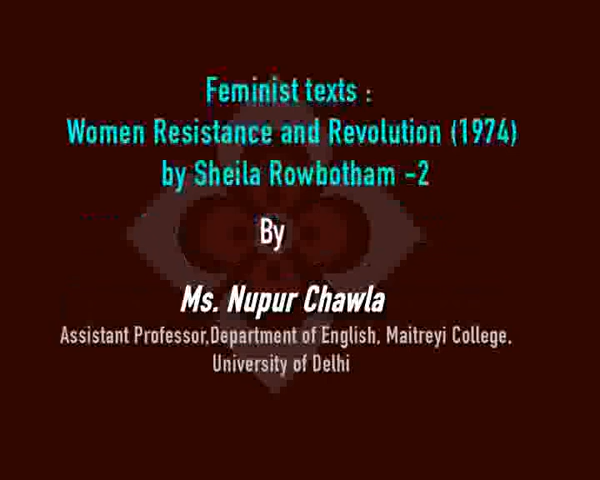 Feminist texts :
Women Resistance and Revolution (1974)
by Sheila Rowbotham -2
By
Ms. Nupur Chawla
Assistant Professor,Department of English, Maitreyi College.
University of Delhi